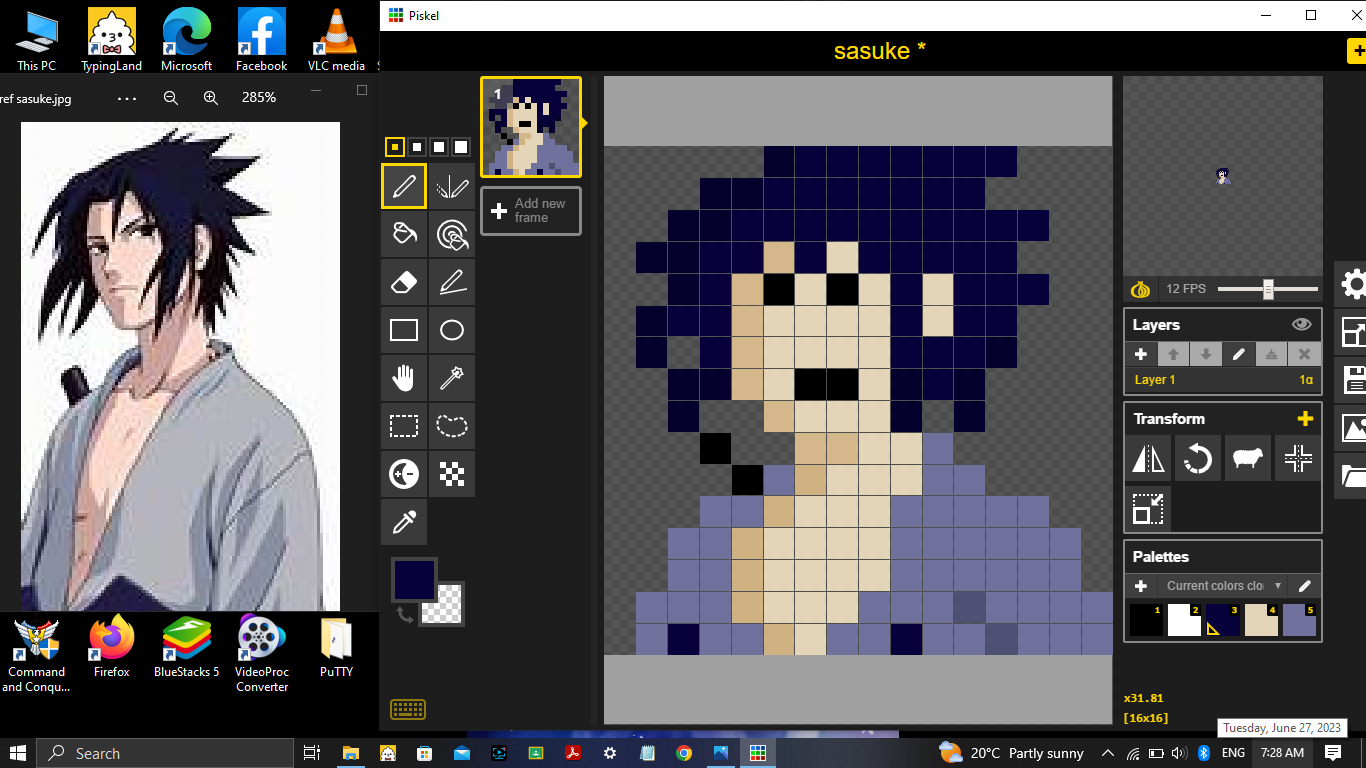 This PC
TypingLand
Microsoft
Facebook
VLC media
ref sasuke.jpg
285%
Piskel
sasuke *
1
Add new
frame
12 FPS
Layers
Layer 1
1α
Transform
Palettes
Current colors clo
1
2
3
4
5
x31.81
[16x16]
Command
and Conqu...
Firefox
BlueStacks 5
VideoProc
Converter
PuTTY
Tuesday, June 27, 2023
Search
20°C Partly sunny
ENG
7:28 AM